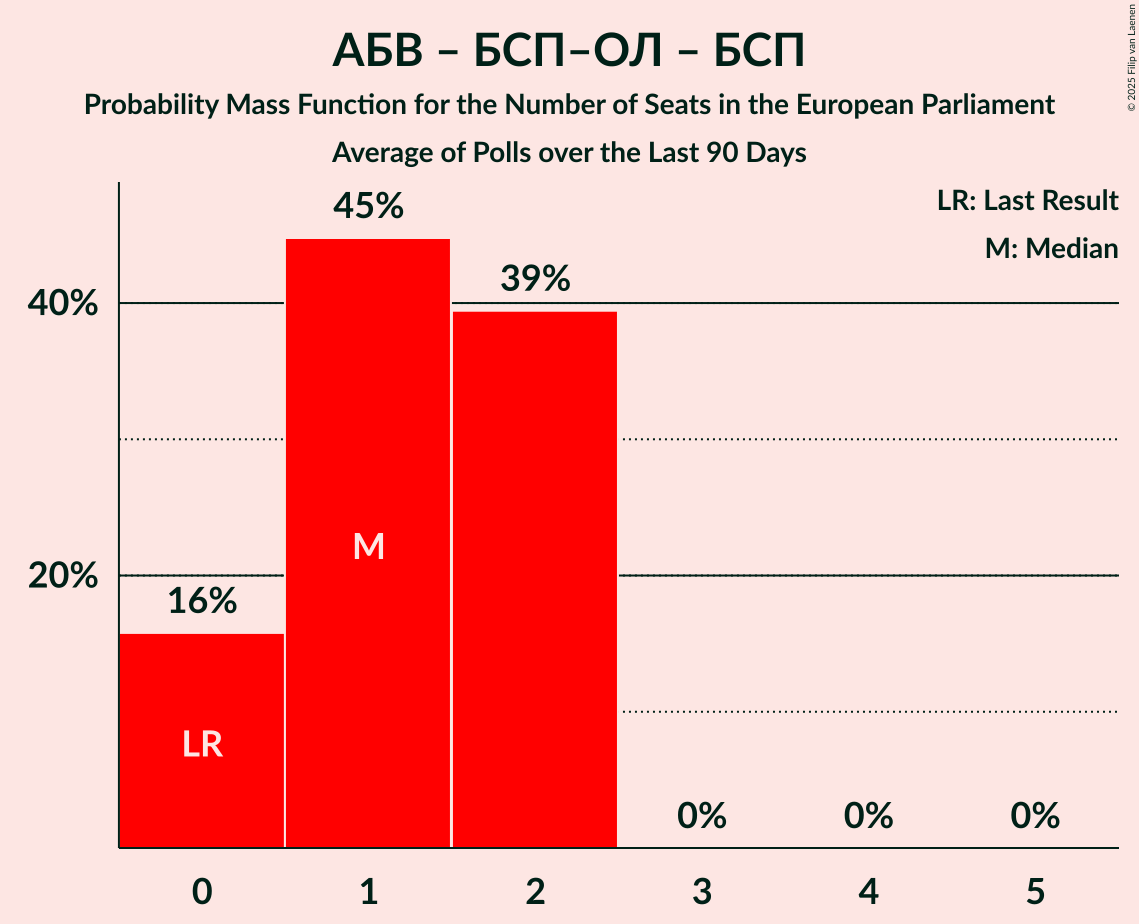 АБВ – БСП–ОЛ – БСП
Probability Mass Function for the Number of Seats in the European Parliament
Average of Polls over the Last 90 Days
© 2025 Filip van Laenen
LR: Last Result
M: Median
45%
39%
40%
M
20%
16%
LR
0%
0%
0%
0
1
2
3
4
5